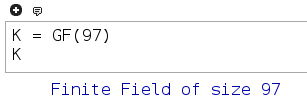 K = GF(97)
K
Finite Field of size 97